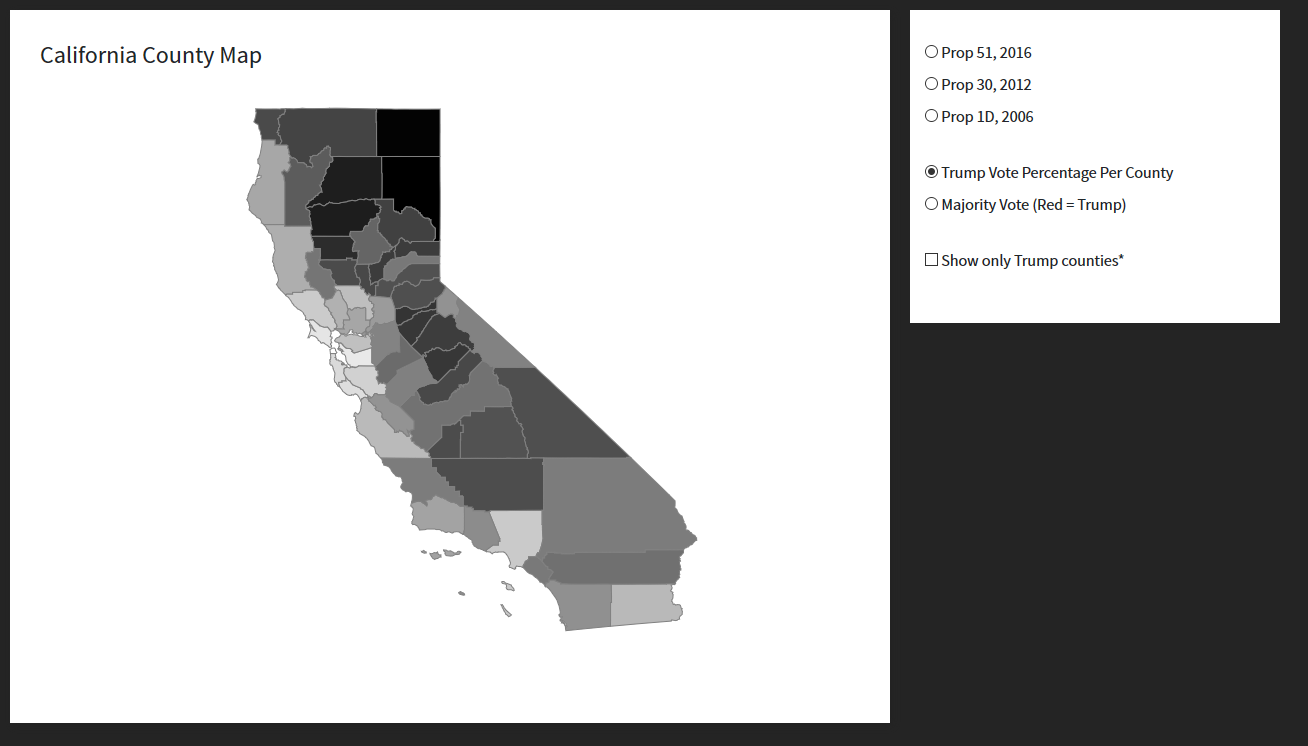 California County Map
Prop 51, 2016
Prop 30, 2012
Prop 1D, 2006
Trump Vote Percentage Per County
Majority Vote (Red = Trump)
Show only Trump counties*